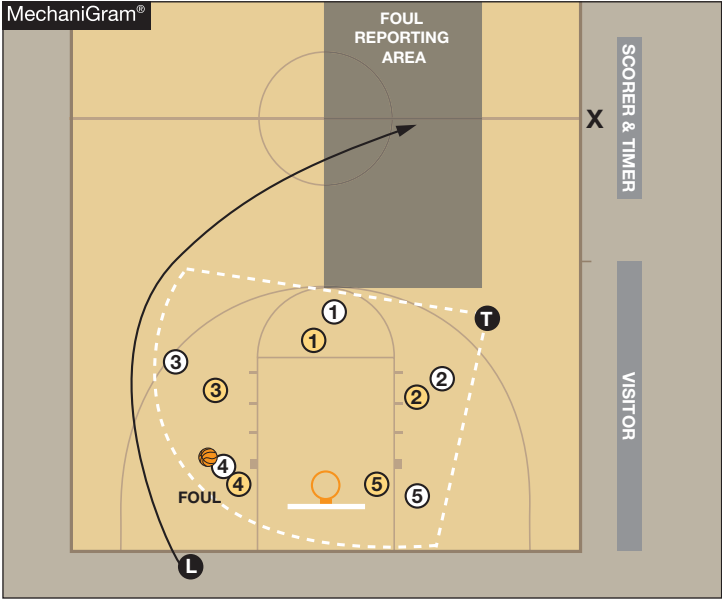 MechaniGram®
FOUL
REPORTING
AREA
X
SCORER & TIMER
1
T
1
3
2
3
2
4
4
5
5
FOUL
L
VISITOR